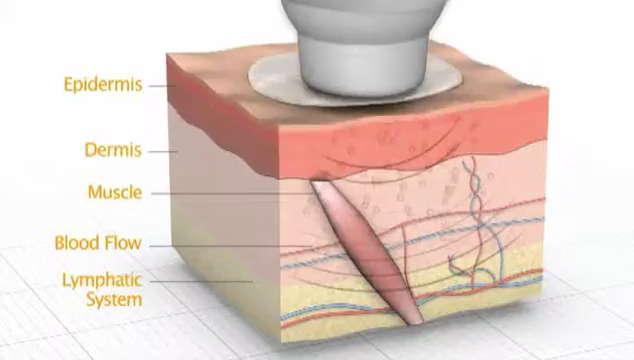 Epidermis
Dermis
Muscle
Blood Flow
Lymphatic
System